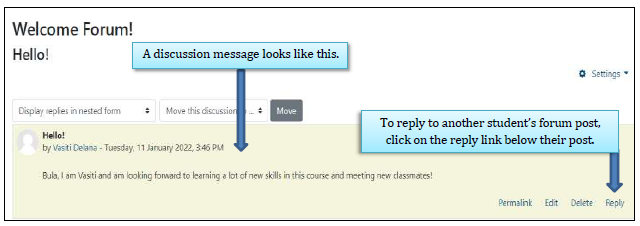 Welcome Forum!
Hello!
A discussion message looks like this.
Settings
Display replies in nested form
Move this discussion to ...
Move
To reply to another student's forum post,
click on the reply link below their post.
Hello!
by Vasiti Delana - Tuesday, 11 January 2022, 3:46 PM
Bula, I am Vasiti and am looking forward to learning a lot of new skills in this course and meeting new classmates!
Permalink Edit Delete Reply